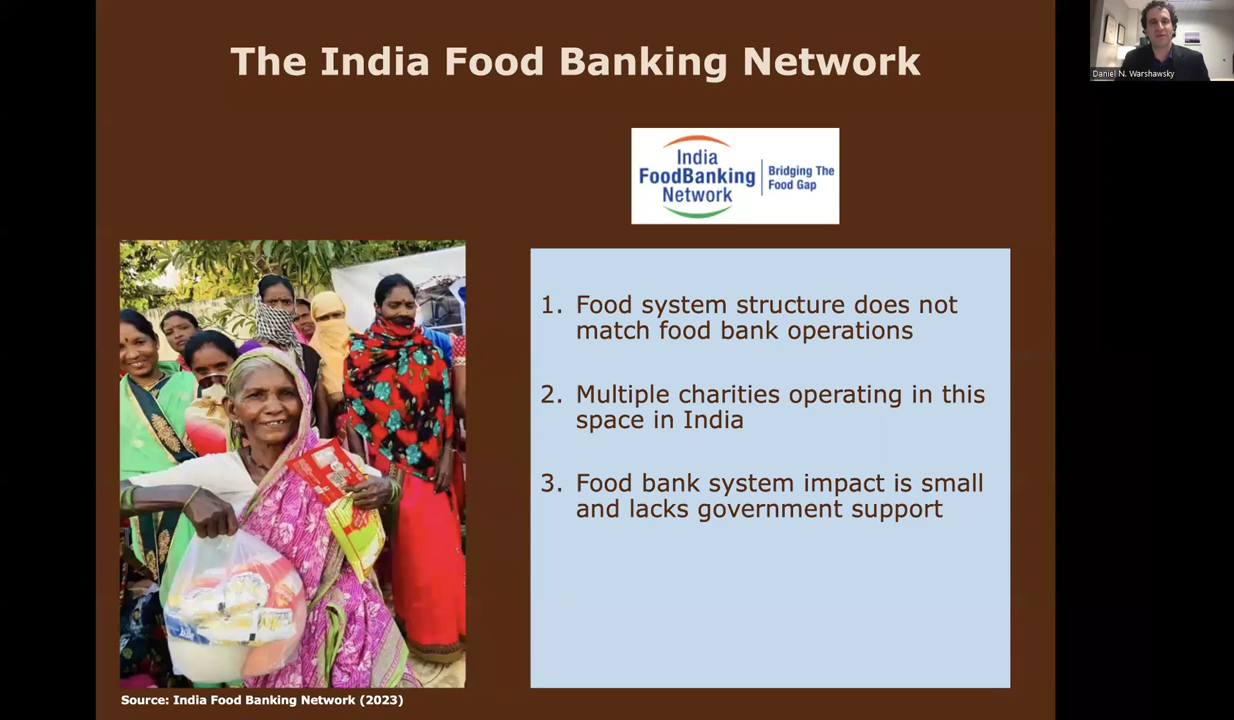 The India Food Banking Network
Daniel N. Warshawsky
India
FoodBanking
Network
Bridging The
Food Gap
1. Food system structure does not
match food bank operations
2. Multiple charities operating in this
space in India
3. Food bank system impact is small
and lacks government support
Source: India Food Banking Network (2023)